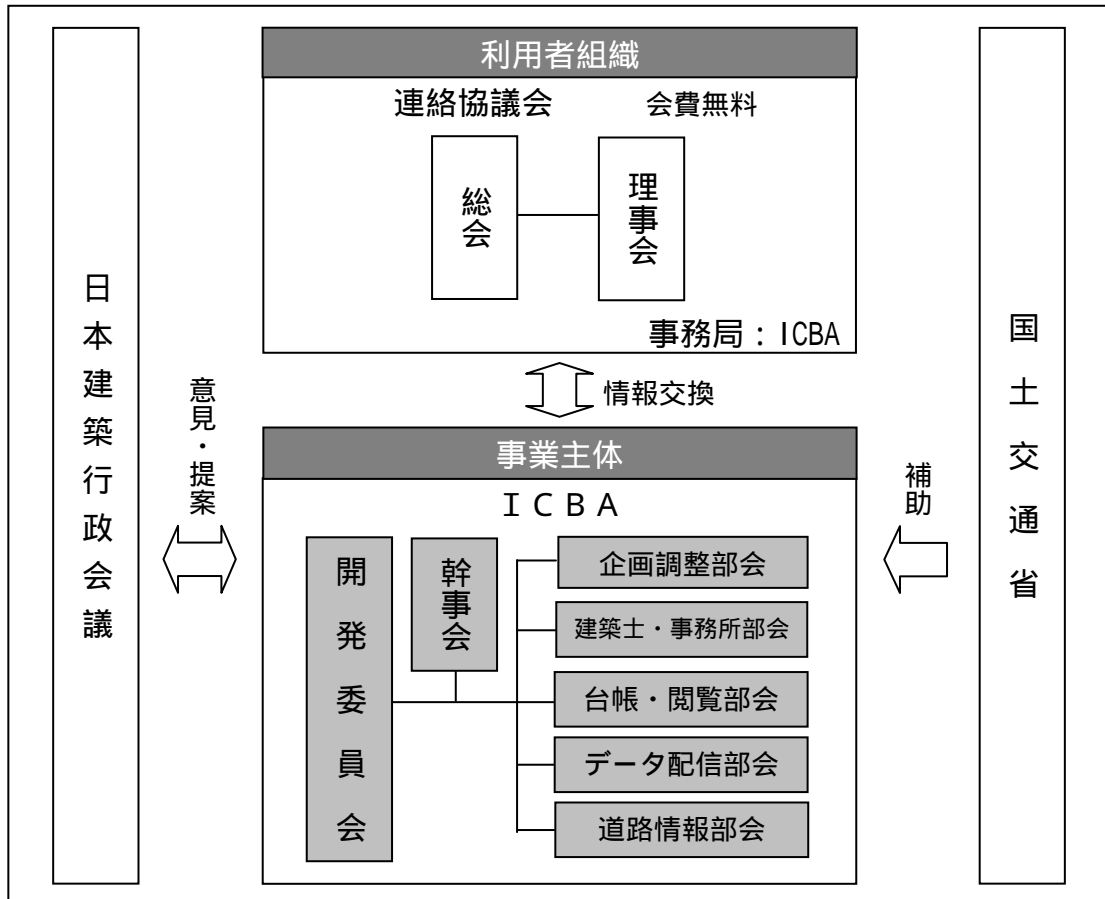 利用者組織
連絡協議会　会費無料
総会
理事会
事務局：ICBA
日本建築行政会議
意見・提案
情報交換
国土交通省
補助
事業主体
ＩＣＢＡ
開発委員会
幹事会
企画調整部会
建築士・事務所部会
台帳・閲覧部会
データ配信部会
道路情報部会